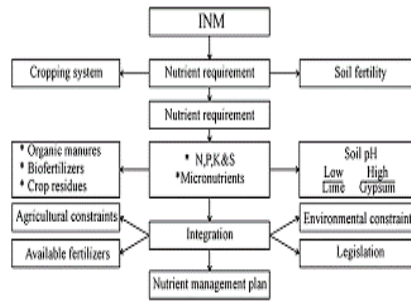 INM
Cropping system
Nutrient requirement
Soil fertility
Nutrient requirement
* Organic manures
* Biofertilizers
* Crop residues
* N,P,K&S
*Micronutrients
Soil pH
Low High
Lime Gypsum
Agricultural constraints
Environmental constraint
Integration
Available fertilizers
Legislation
Nutrient management plan